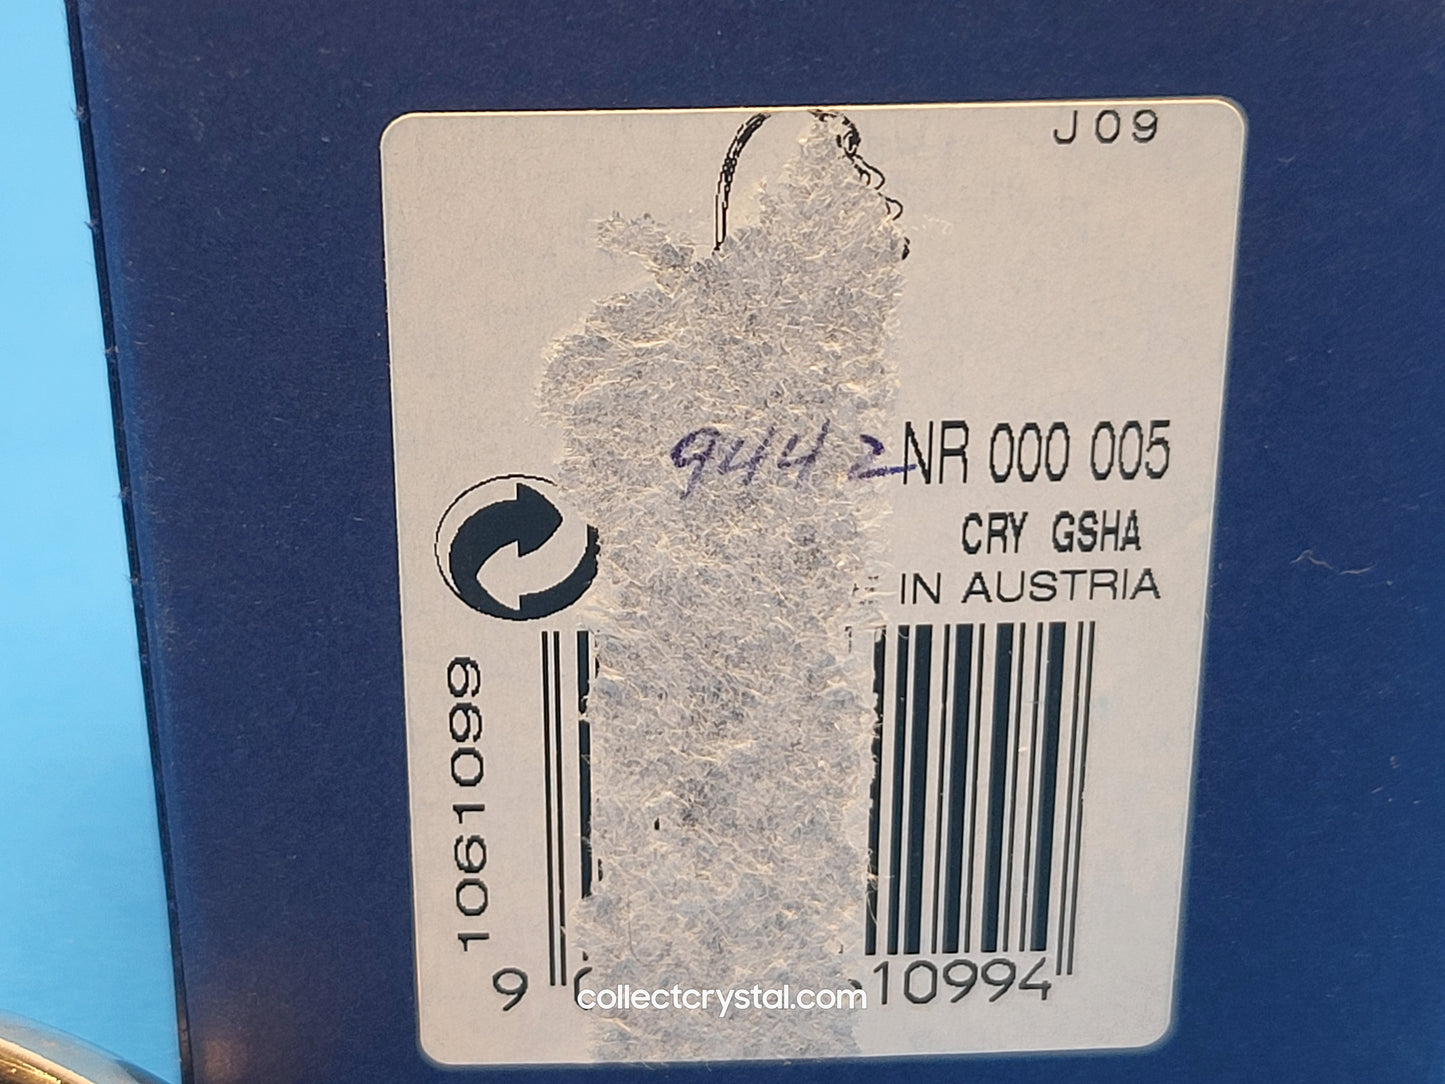 J09
9442 NR 000 005
CRY GSHA
IN AUSTRIA
1061099
9 10994
collectcrystal.com